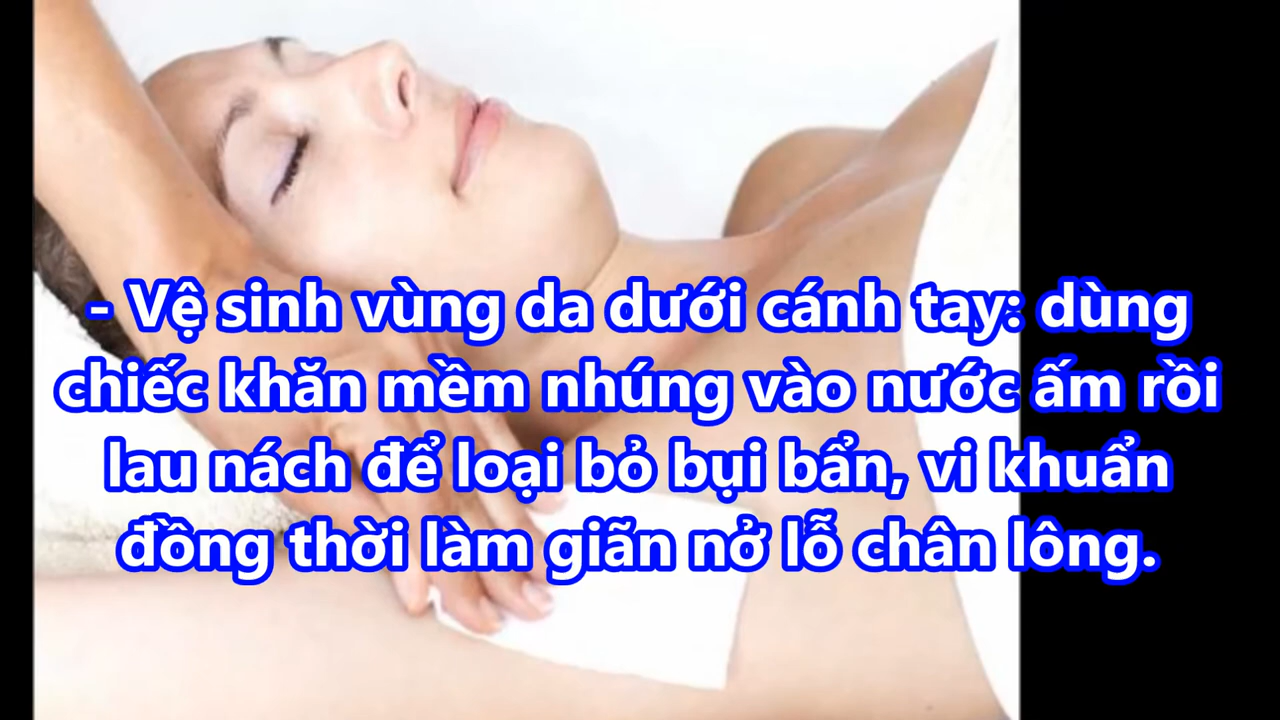 - Vệ sinh vùng da dưới cánh tay: dùng
chiếc khăn mềm nhúng vào nước ấm rồi
lau nách để loại bỏ bụi bẩn, vi khuẩn
đồng thời làm giãn nở lỗ chân lông.